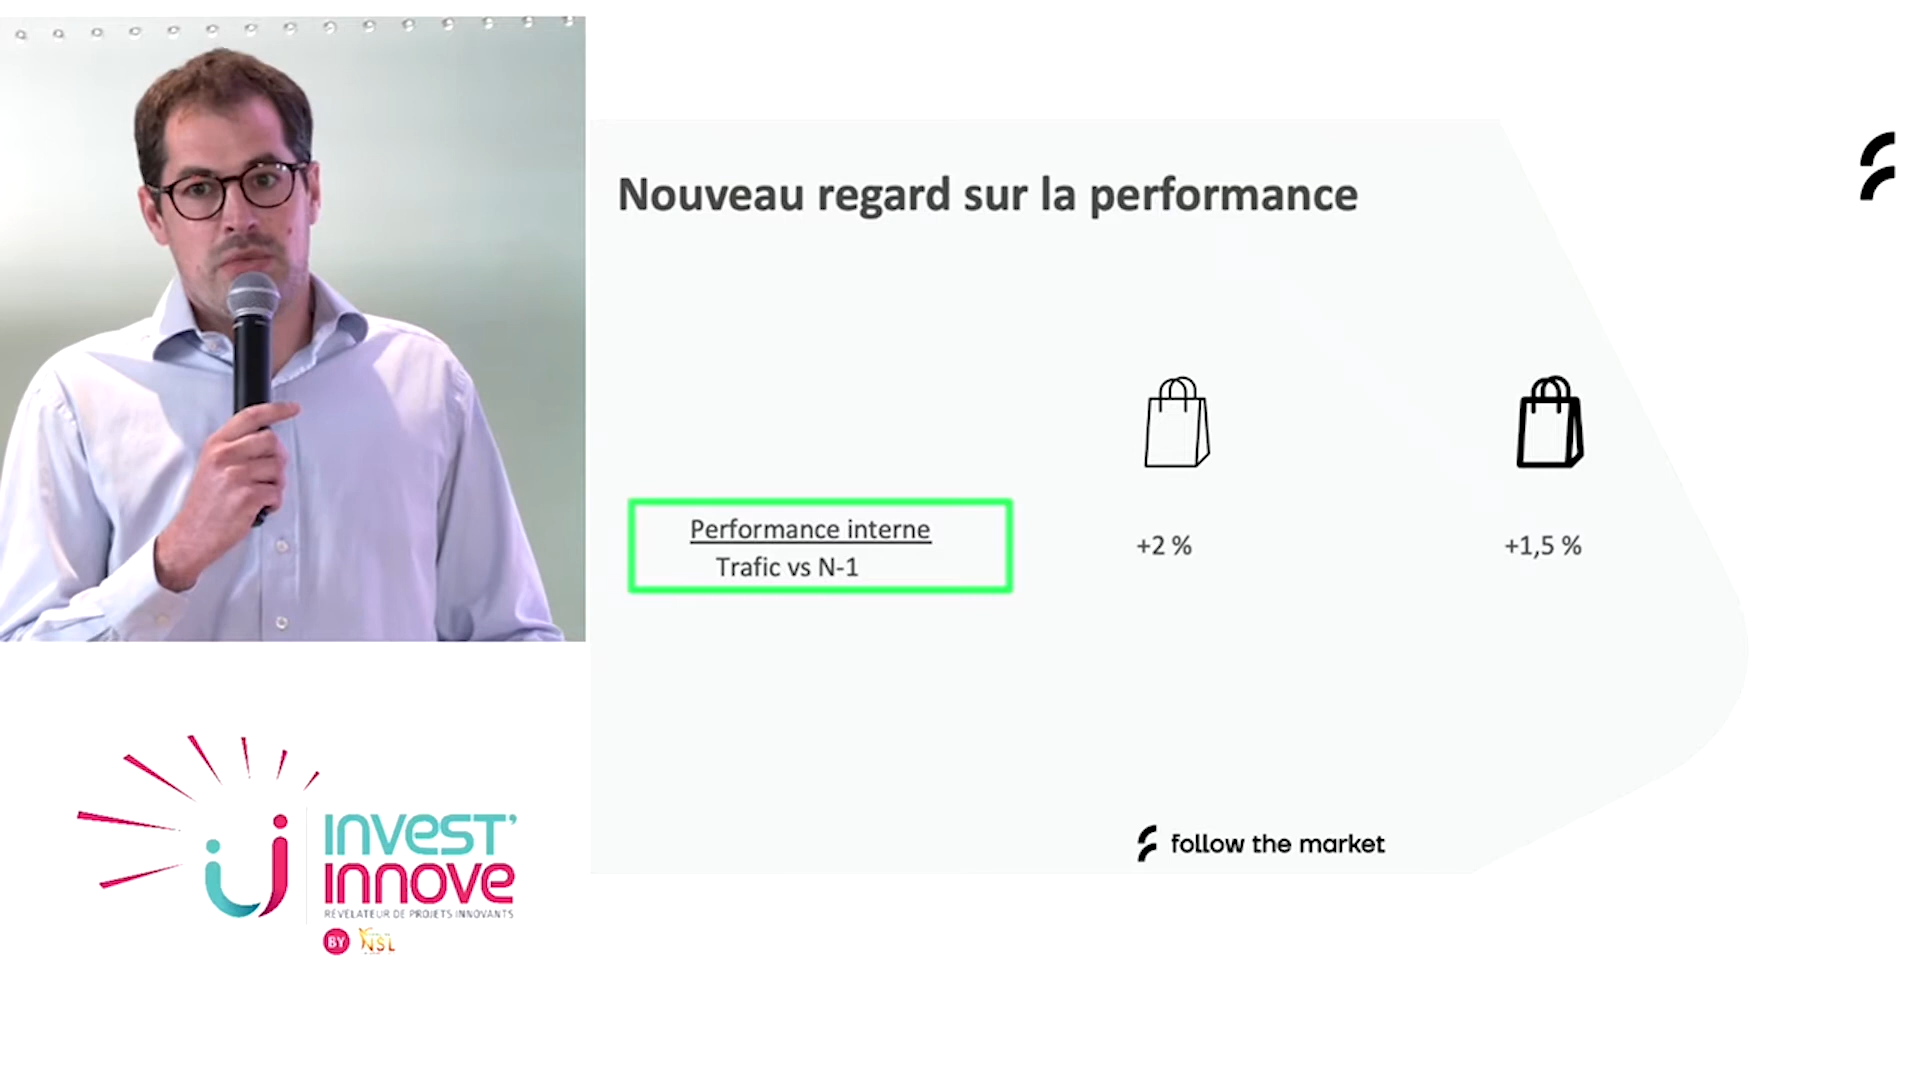 Nouveau regard sur la performance
Performance interne
Trafic vs N-1
+2 %
+1,5 %
follow the market
INVEST'
INNOVE
RÉVÉLATEUR DE PROJETS INNOVANTS
BY NSL